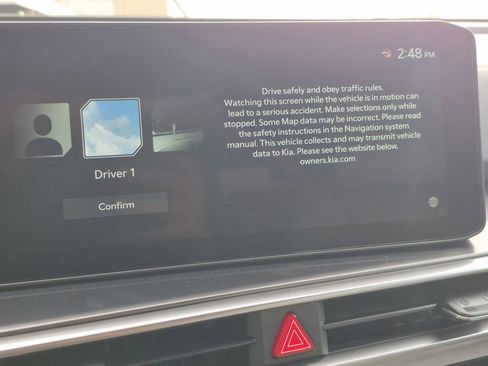 2:48 PM
Drive safely and obey traffic rules.
Watching this screen while the vehicle is in motion can
lead to a serious accident. Make selections only while
stopped. Some Map data may be incorrect. Please read
the safety instructions in the Navigation system
manual. This vehicle collects and may transmit vehicle
data to Kia. Please see the website below.
owners.kia.com
Driver 1
Confirm